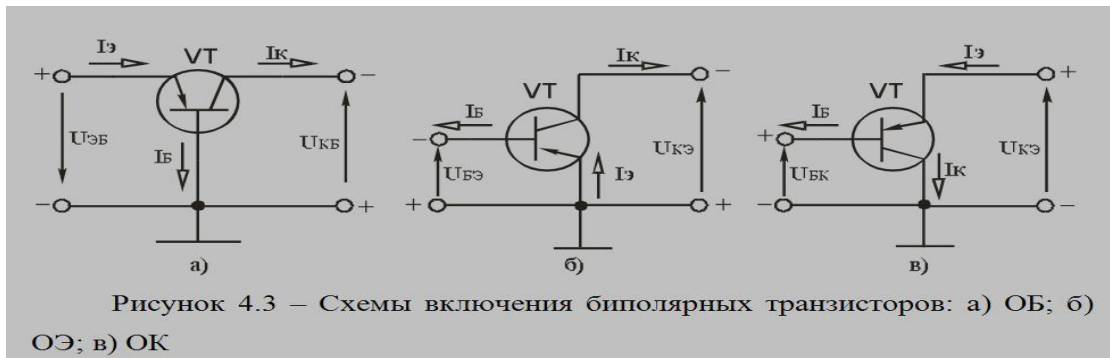 Iэ VT Iк
+ −
UЭБ IБ UКБ
− +
а)
Iк
VT −
IБ
−
UБЭ UКЭ
Iэ
+ +
б)
Iэ
VT +
IБ
+
UБК UКЭ
Iк
− −
в)
Рисунок 4.3 – Схемы включения биполярных транзисторов: а) ОБ; б)
ОЭ; в) ОК